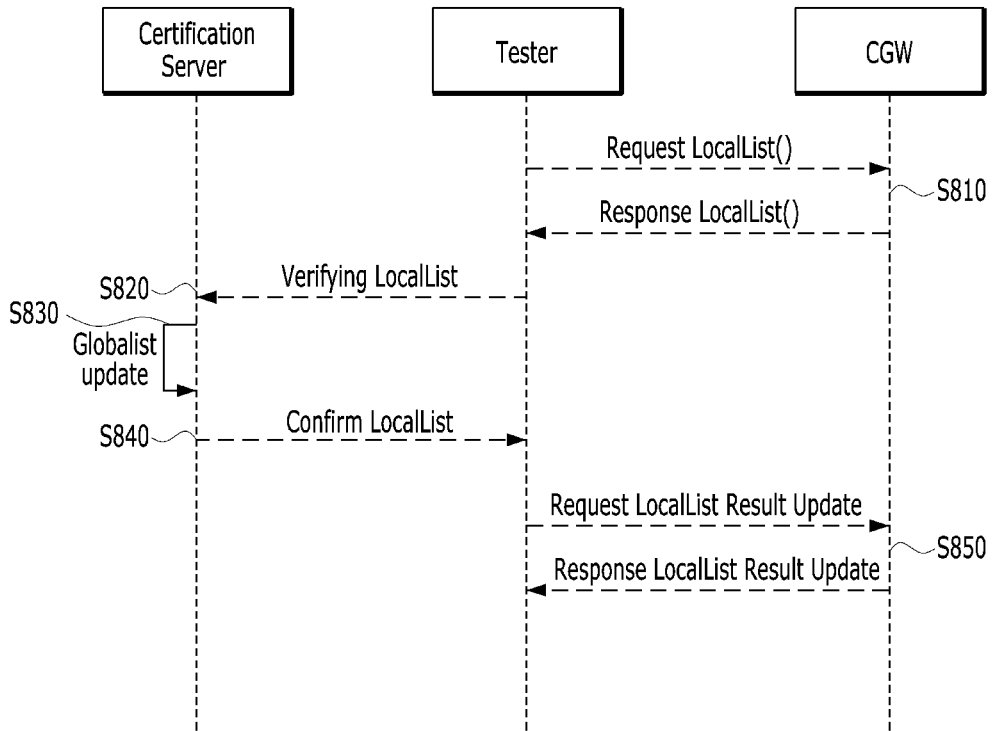 Certification
Server
Tester
CGW
Request LocalList()
S810
Response LocalList()
Verifying LocalList
S820
S830
Globalist
update
Confirm LocalList
S840
Request LocalList Result Update
S850
Response LocalList Result Update